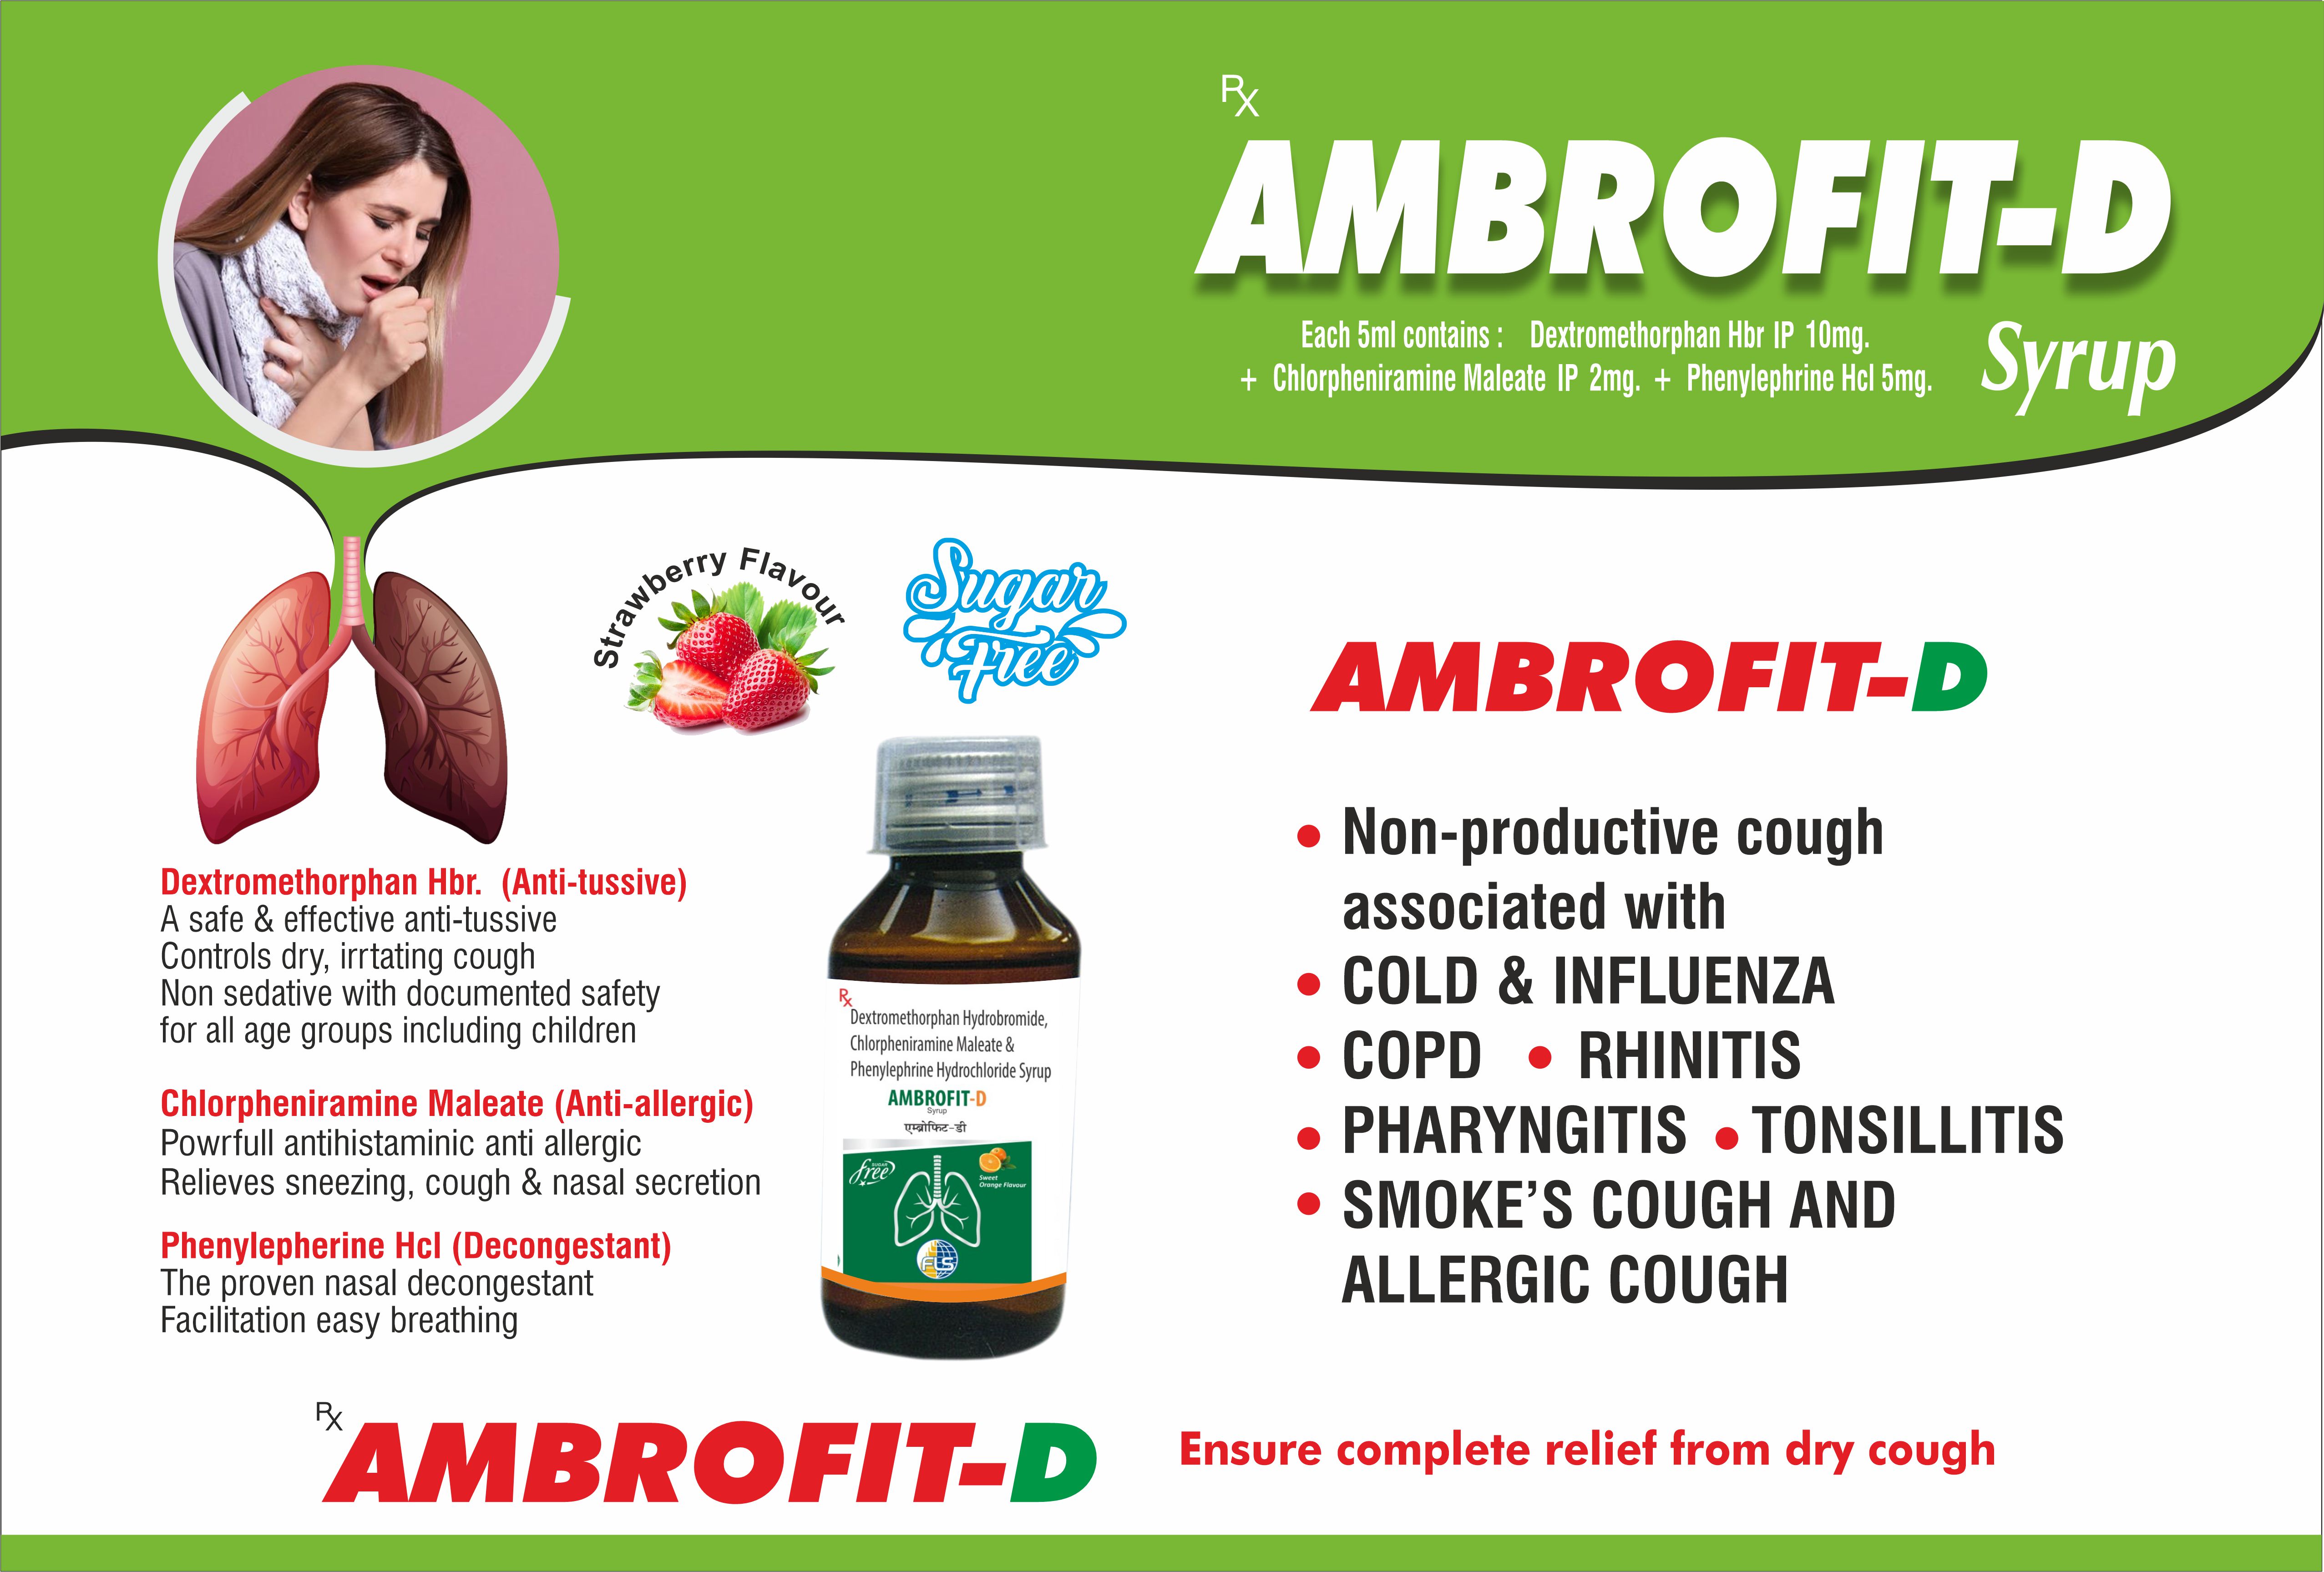 Rx
AMBROFIT-D
Each 5ml contains : Dextromethorphan Hbr IP 10mg.
+ Chlorpheniramine Maleate IP 2mg. + Phenylephrine Hcl 5mg.
Syrup
Strawberry Flavour
Sugar
Free
Dextromethorphan Hbr. (Anti-tussive)
A safe & effective anti-tussive
Controls dry, irrtating cough
Non sedative with documented safety
for all age groups including children
Chlorpheniramine Maleate (Anti-allergic)
Powrfull antihistaminic anti allergic
Relieves sneezing, cough & nasal secretion
Phenylepherine Hcl (Decongestant)
The proven nasal decongestant
Facilitation easy breathing
Rx
Dextromethorphan Hydrobromide,
Chlorpheniramine Maleate &
Phenylephrine Hydrochloride Syrup
AMBROFIT-D
Syrup
एम्ब्रोफिट-डी
SUGAR
free
Sweet
Orange Flavour
FLS
AMBROFIT-D
• Non-productive cough
associated with
• COLD & INFLUENZA
• COPD • RHINITIS
• PHARYNGITIS • TONSILLITIS
• SMOKE'S COUGH AND
ALLERGIC COUGH
Rx
AMBROFIT-D
Ensure complete relief from dry cough